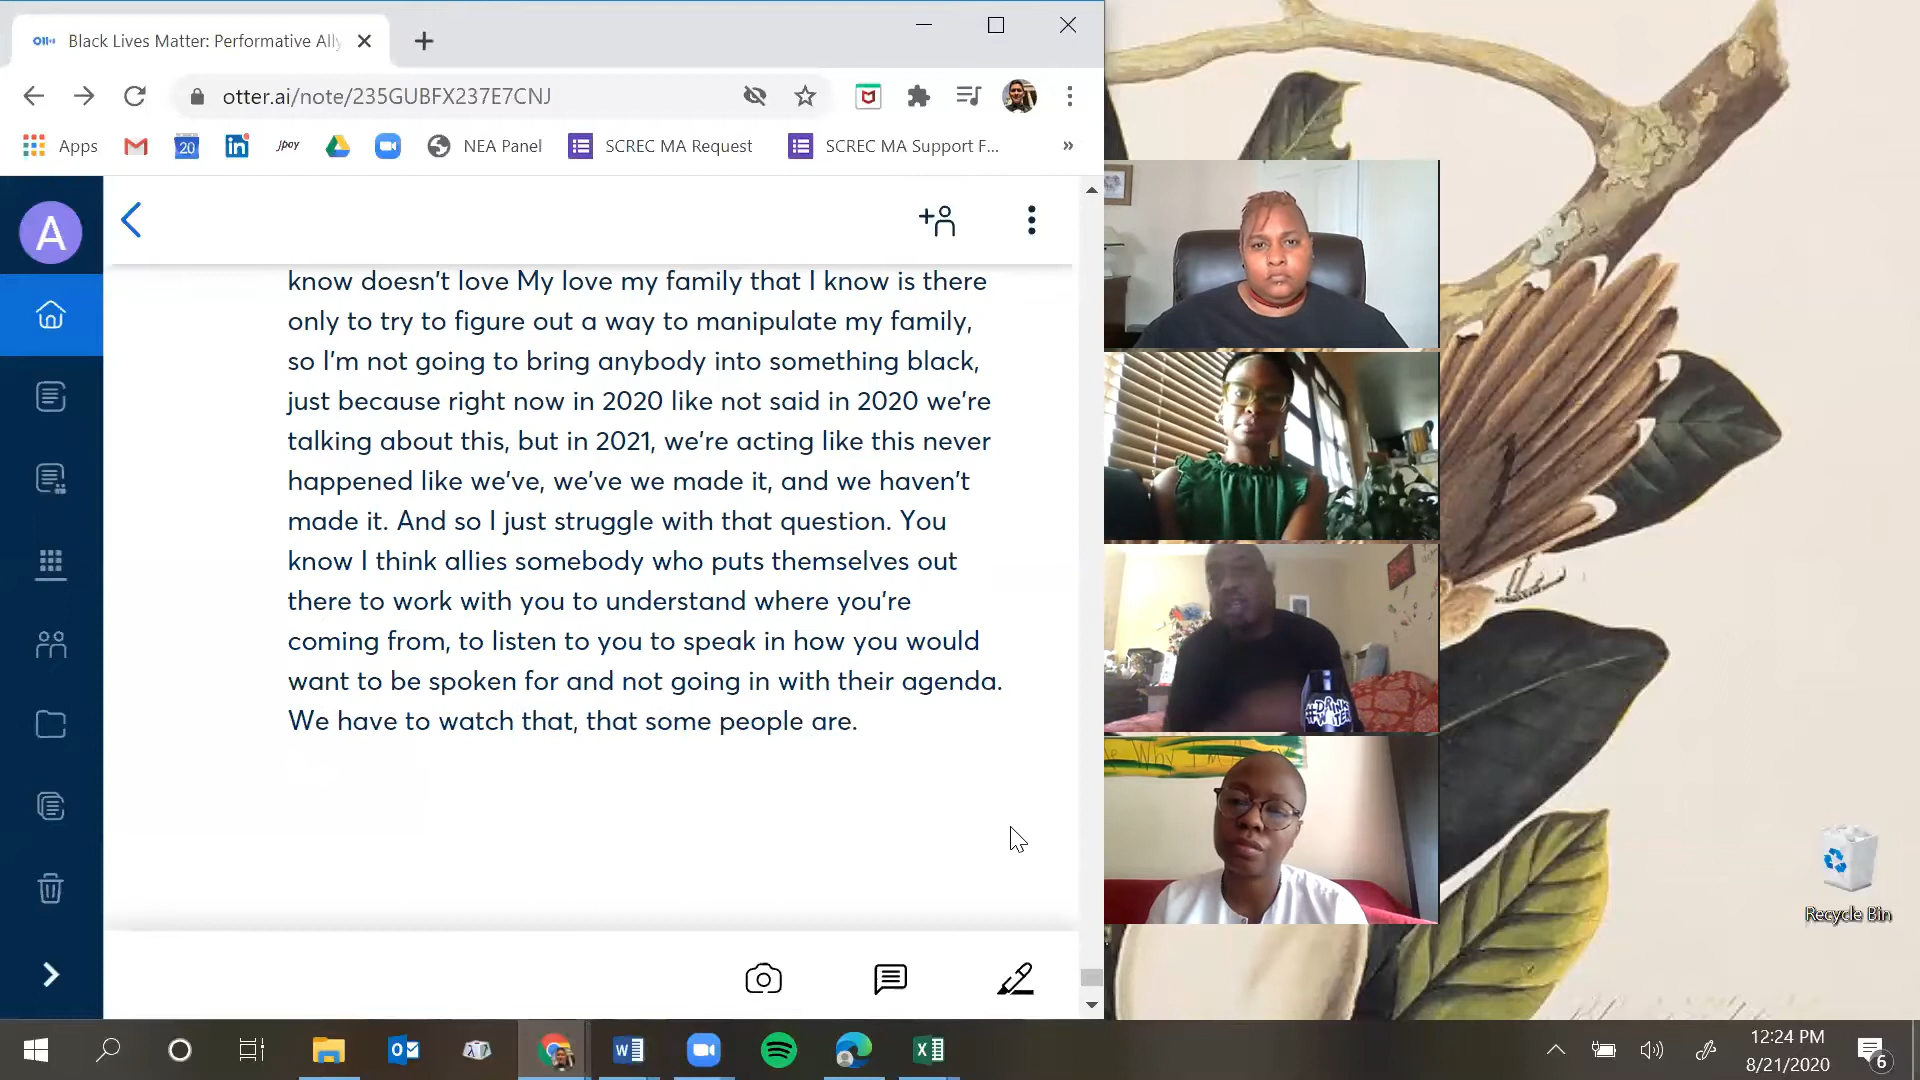 Black Lives Matter: Performative Ally
otter.ai/note/235GUBFX237E7CNJ
Apps
20
in
jpay
NEA Panel
SCREC MA Request
SCREC MA Support F...
»
A
know doesn't love My love my family that I know is there
only to try to figure out a way to manipulate my family,
so I'm not going to bring anybody into something black,
just because right now in 2020 like not said in 2020 we're
talking about this, but in 2021, we're acting like this never
happened like we've, we've we made it, and we haven't
made it. And so I just struggle with that question. You
know I think allies somebody who puts themselves out
there to work with you to understand where you're
coming from, to listen to you to speak in how you would
want to be spoken for and not going in with their agenda.
We have to watch that, that some people are.
#DRINK
#WATER
Why I'm
Recycle Bin
12:24 PM
8/21/2020
6